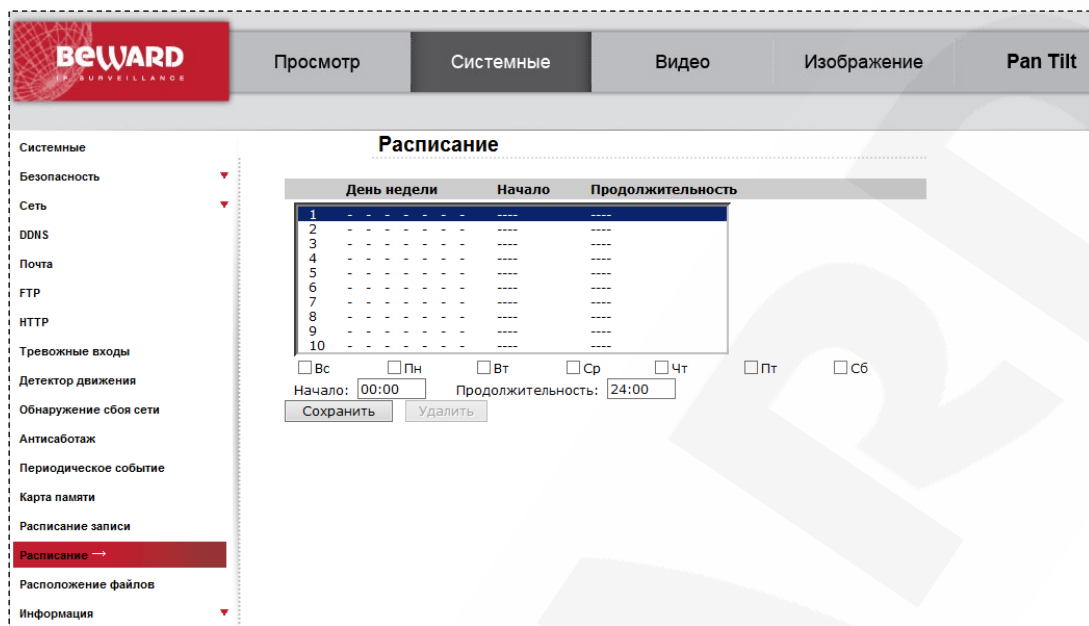 BEWARD
IP SURVEILLANCE
Просмотр Системные Видео Изображение Pan Tilt
Системные
Безопасность
Сеть
DDNS
Почта
FTP
HTTP
Тревожные входы
Детектор движения
Обнаружение сбоя сети
Антисаботаж
Периодическое событие
Карта памяти
Расписание записи
Расписание →
Расположение файлов
Информация
Расписание
День недели Начало Продолжительность
1 - - - - - - - ---- ----
2 - - - - - - - ---- ----
3 - - - - - - - ---- ----
4 - - - - - - - ---- ----
5 - - - - - - - ---- ----
6 - - - - - - - ---- ----
7 - - - - - - - ---- ----
8 - - - - - - - ---- ----
9 - - - - - - - ---- ----
10 - - - - - - - ---- ----
Вс Пн Вт Ср Чт Пт Сб
Начало: 00:00 Продолжительность: 24:00
Сохранить Удалить